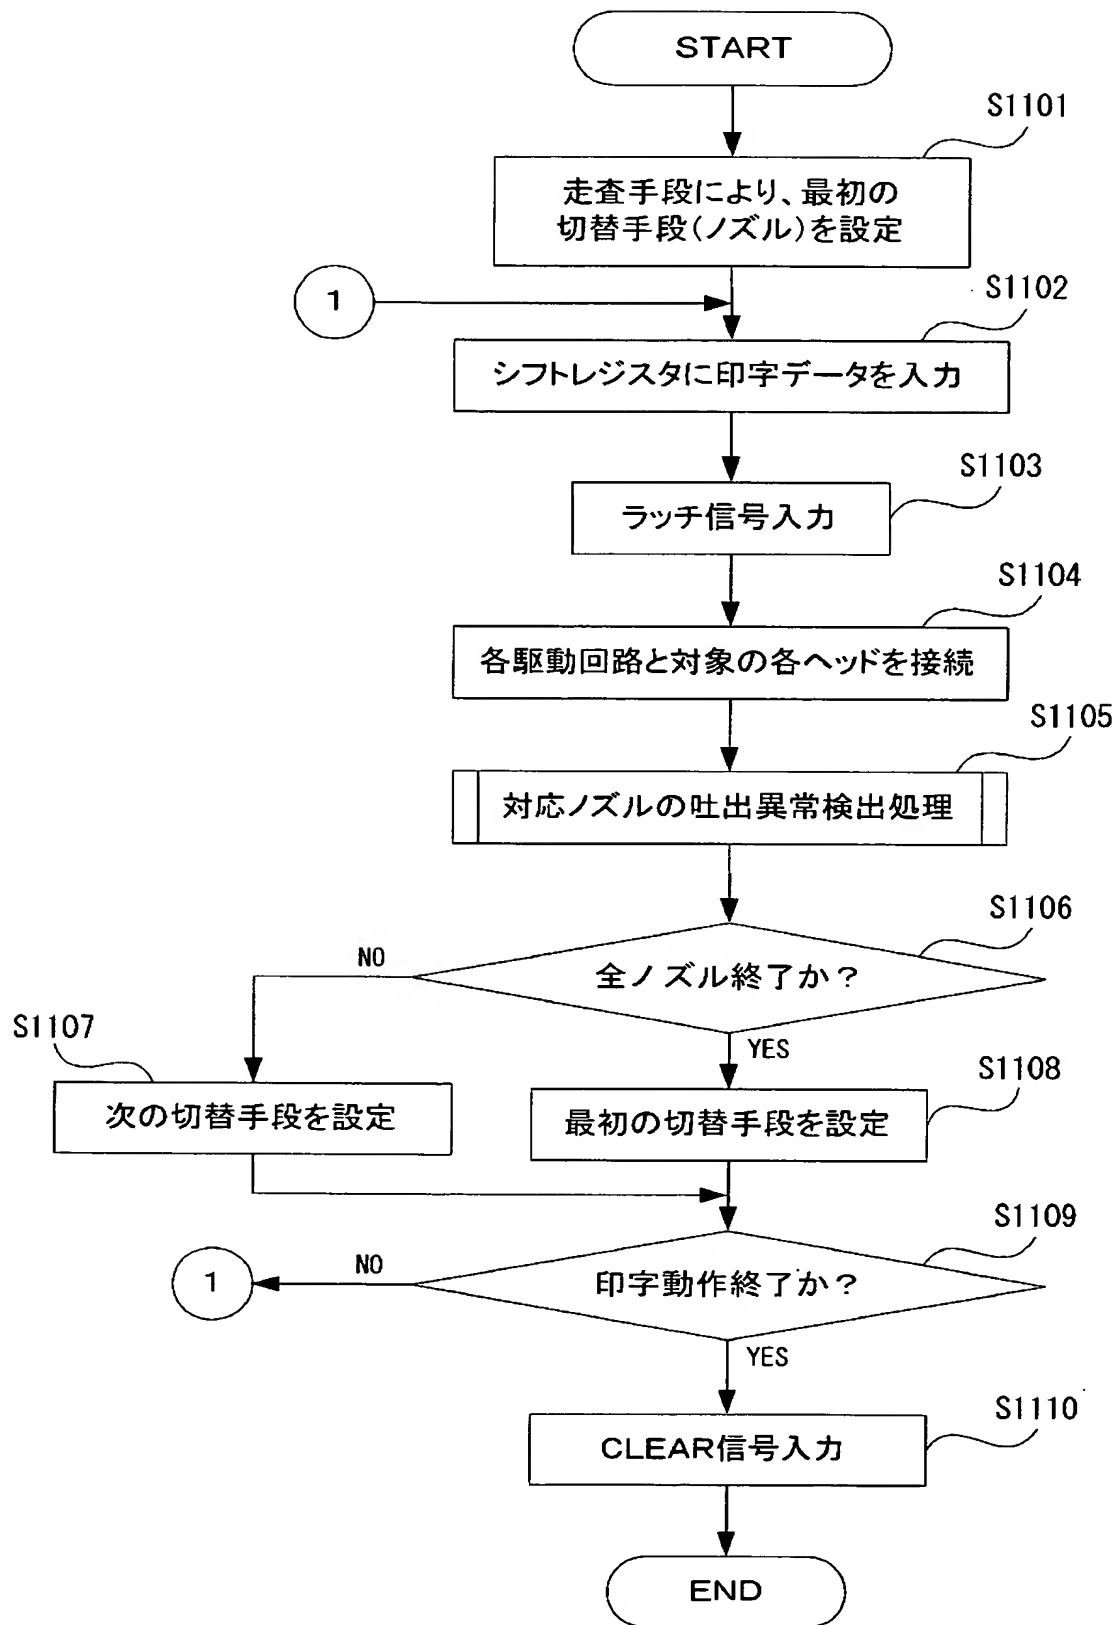 START
S1101
走査手段により、最初の
切替手段(ノズル)を設定
1
S1102
シフトレジスタに印字データを入力
S1103
ラッチ信号入力
S1104
各駆動回路と対象の各ヘッドを接続
S1105
対応ノズルの吐出異常検出処理
S1106
全ノズル終了か?
NO
YES
S1107
次の切替手段を設定
S1108
最初の切替手段を設定
S1109
印字動作終了か?
NO
1
YES
S1110
CLEAR信号入力
END